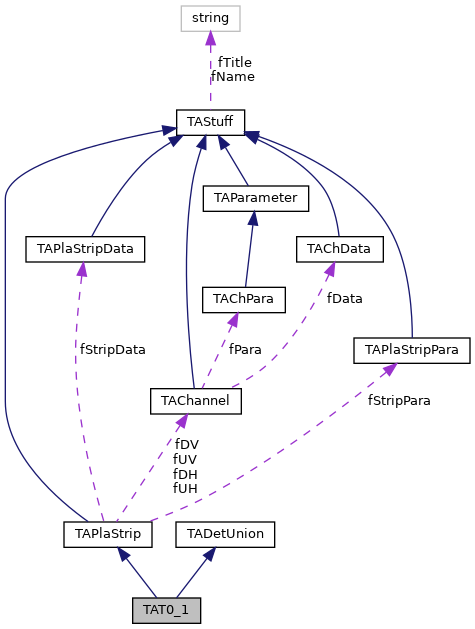 string
fTitle
fName
TAStuff
TAParameter
TAPlaStripData
TAChData
TAChPara
fData
fStripData
fPara
TAPlaStripPara
TAChannel
fStripPara
fDV
fUV
fDH
fUH
TAPlaStrip
TADetUnion
TAT0_1